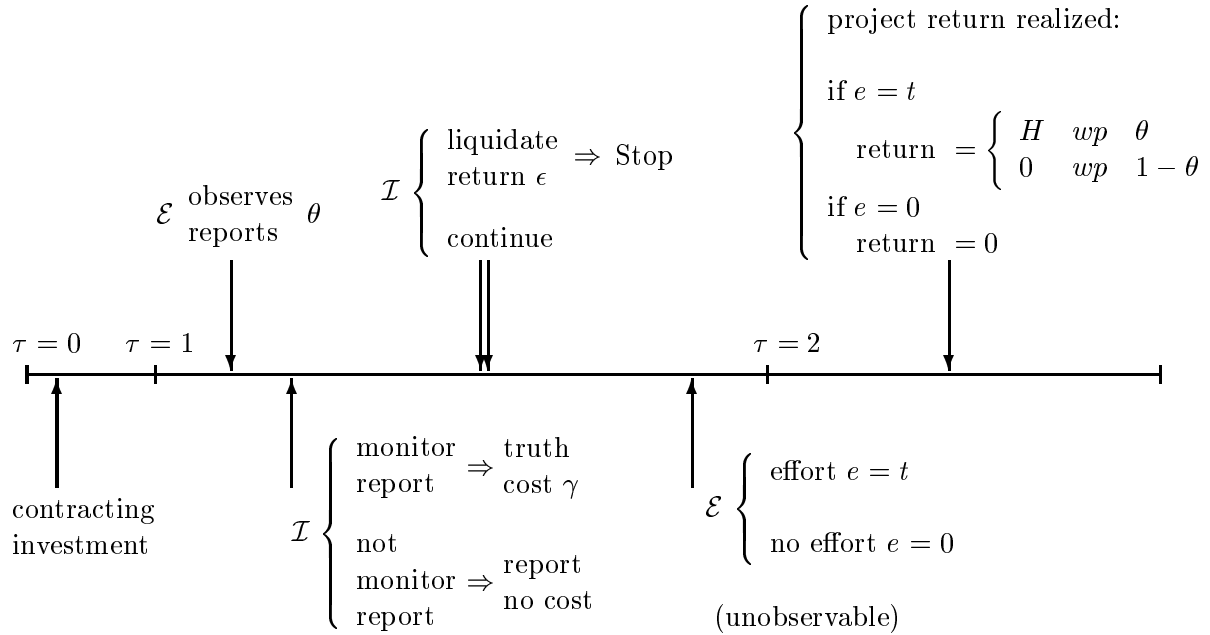 project return realized:
if e = t
return = { H wp θ
0 wp 1 − θ
if e = 0
return = 0
ℐ { liquidate
return ϵ
⇒ Stop
continue
ℰ observes
reports
θ
τ = 0
τ = 1
τ = 2
contracting
investment
ℐ { monitor
report
⇒ truth
cost γ
not
monitor
report
⇒ report
no cost
ℰ { effort e = t
no effort e = 0
(unobservable)